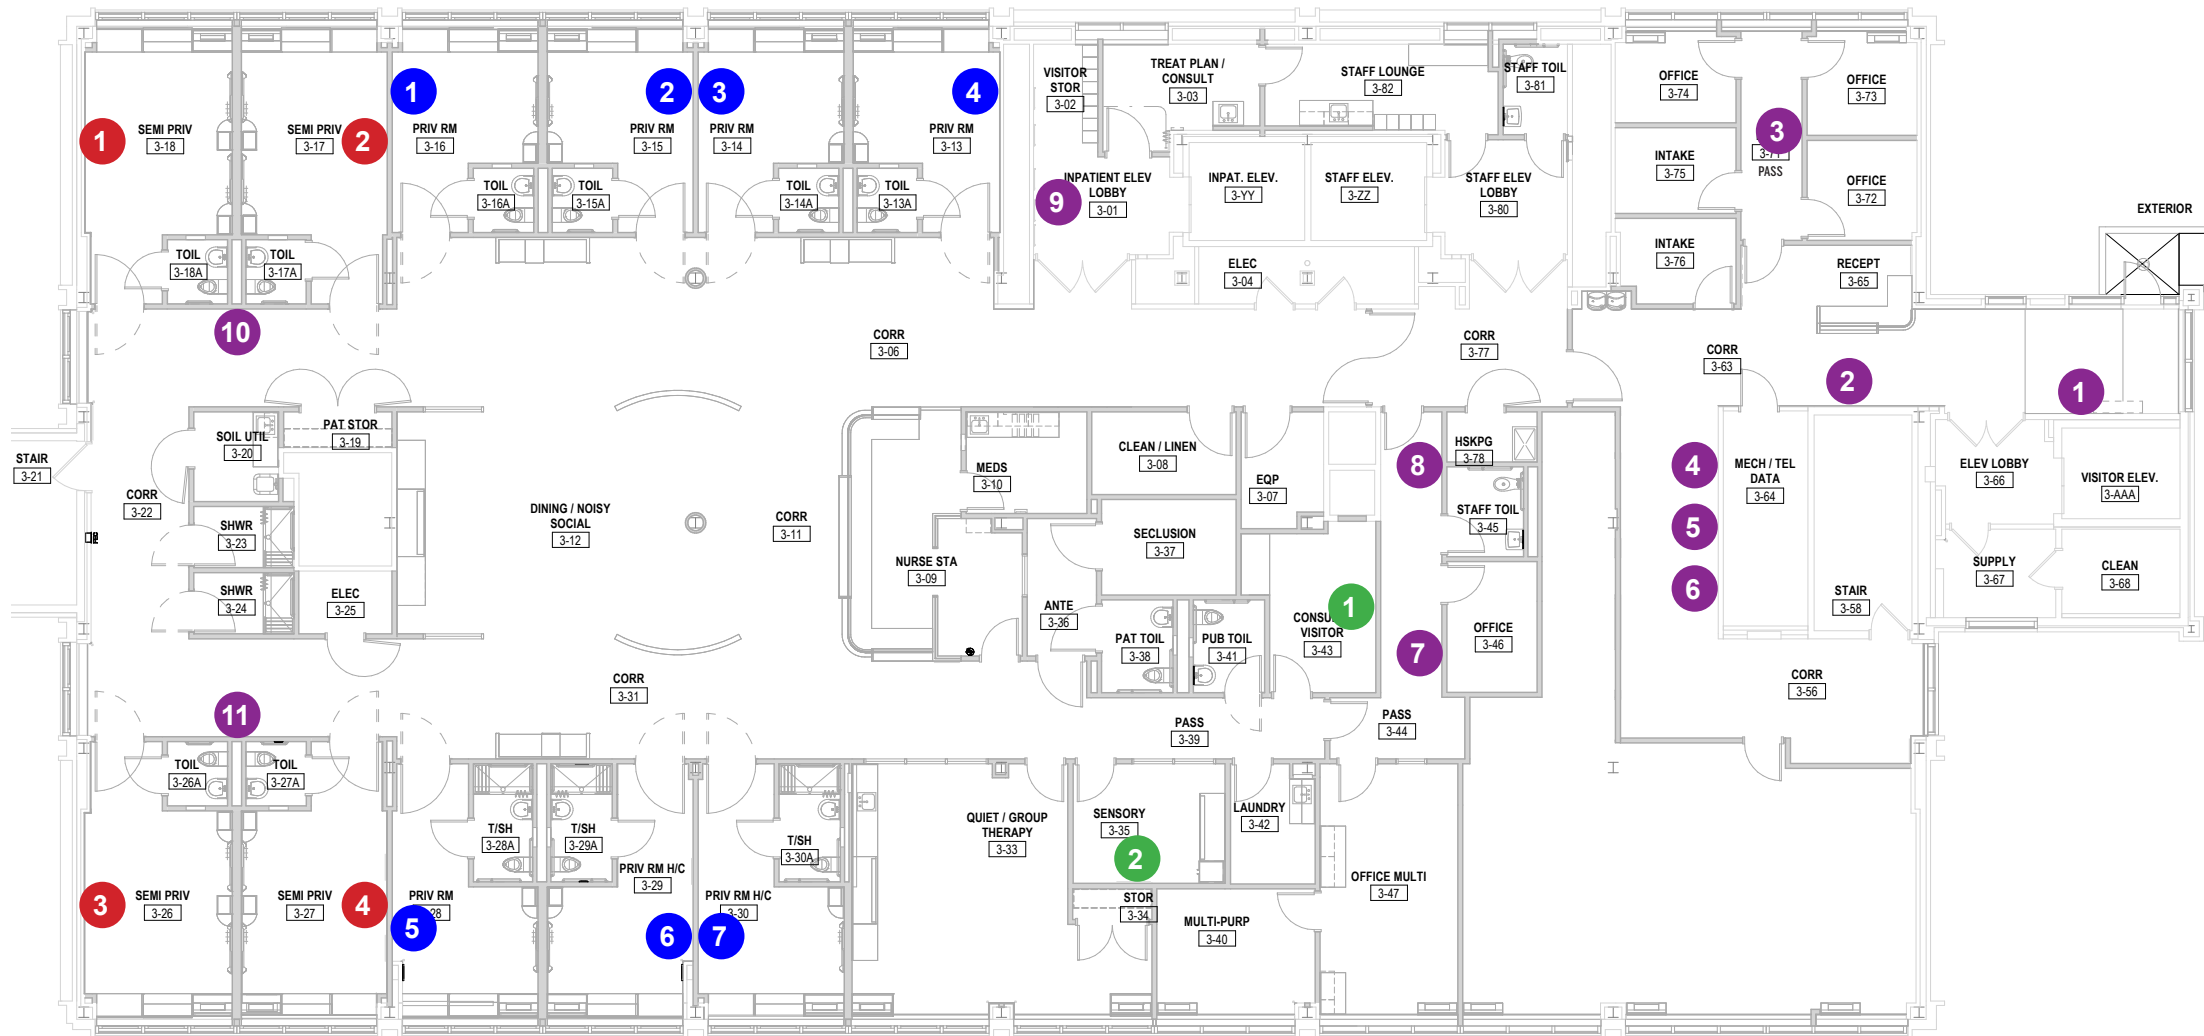 1
SEMI PRIV
3-18
SEMI PRIV
3-17
2
1
PRIV RM
3-16
2
PRIV RM
3-15
3
PRIV RM
3-14
4
PRIV RM
3-13
TOIL
3-18A
TOIL
3-17A
TOIL
3-16A
TOIL
3-15A
TOIL
3-14A
TOIL
3-13A
VISITOR
STOR
3-02
TREAT PLAN /
CONSULT
3-03
STAFF LOUNGE
3-82
STAFF TOIL
3-81
9
INPATIENT ELEV
LOBBY
3-01
INPAT. ELEV.
3-YY
STAFF ELEV.
3-ZZ
STAFF ELEV
LOBBY
3-80
ELEC
3-04
OFFICE
3-74
OFFICE
3-73
3
3-71
PASS
INTAKE
3-75
OFFICE
3-72
INTAKE
3-76
RECEPT
3-65
EXTERIOR
10
CORR
3-06
CORR
3-77
CORR
3-63
2
1
STAIR
3-21
CORR
3-22
SOIL UTIL
3-20
PAT STOR
3-19
SHWR
3-23
SHWR
3-24
ELEC
3-25
DINING / NOISY
SOCIAL
3-12
CORR
3-11
NURSE STA
3-09
MEDS
3-10
CLEAN / LINEN
3-08
EQP
3-07
SECLUSION
3-37
ANTE
3-36
PAT TOIL
3-38
PUB TOIL
3-41
1
VISITOR
3-43
8
HSKPG
3-78
STAFF TOIL
3-45
7
OFFICE
3-46
4
5
6
MECH / TEL
DATA
3-64
STAIR
3-58
ELEV LOBBY
3-66
VISITOR ELEV.
3-AAA
SUPPLY
3-67
CLEAN
3-68
CORR
3-56
11
CORR
3-31
PASS
3-39
PASS
3-44
TOIL
3-26A
TOIL
3-27A
T/SH
3-28A
T/SH
3-29A
T/SH
3-30A
3
SEMI PRIV
3-26
SEMI PRIV
3-27
4
PRIV RM
5
PRIV RM H/C
3-29
6
PRIV RM H/C
3-30
7
QUIET / GROUP
THERAPY
3-33
SENSORY
3-35
2
LAUNDRY
3-42
STOR
3-34
MULTI-PURP
3-40
OFFICE MULTI
3-47